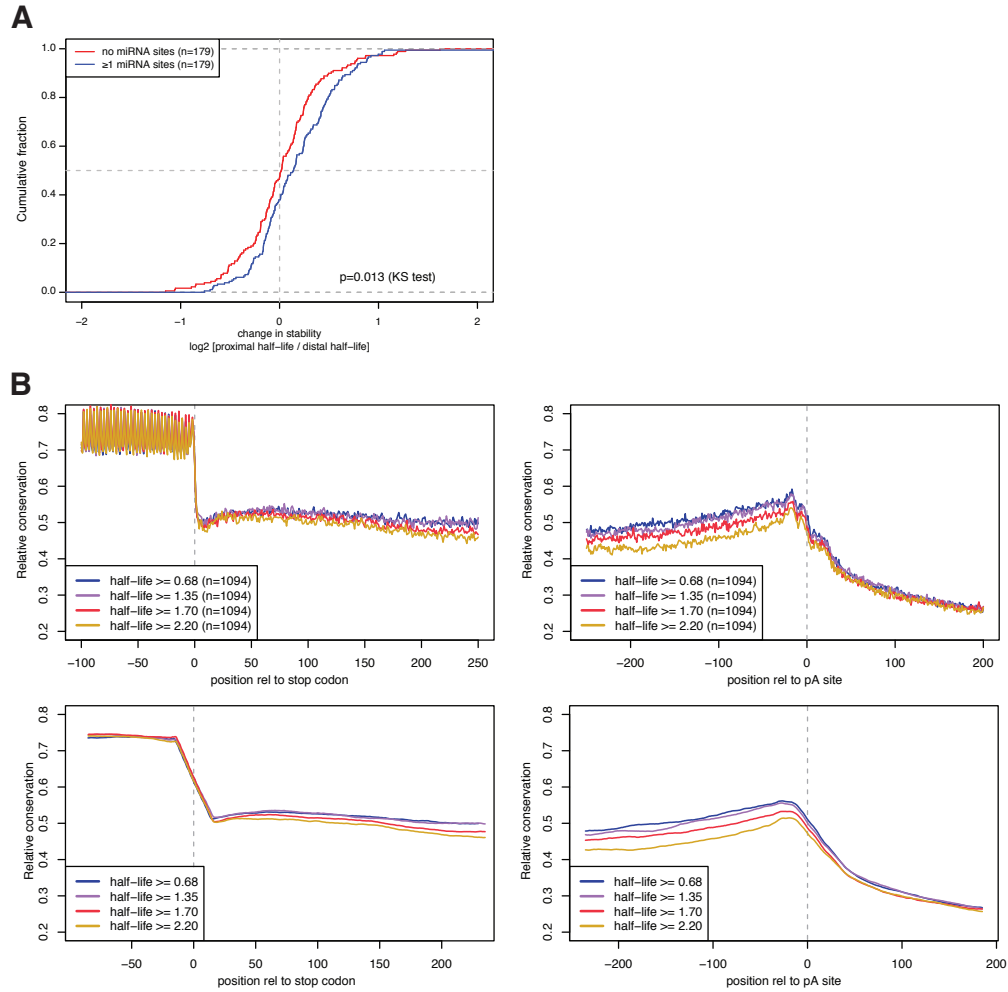 A
no miRNA sites (n=179)
≥1 miRNA sites (n=179)
Cumulative fraction
1.0
0.8
0.6
0.4
0.2
0.0
p=0.013 (KS test)
−2 −1 0 1 2
change in stability
log2 [proximal half−life / distal half−life]
B
Relative conservation
0.8
0.7
0.6
0.5
0.4
0.3
0.2
half−life >= 0.68 (n=1094)
half−life >= 1.35 (n=1094)
half−life >= 1.70 (n=1094)
half−life >= 2.20 (n=1094)
−100 −50 0 50 100 150 200 250
position rel to stop codon
Relative conservation
0.8
0.7
0.6
0.5
0.4
0.3
0.2
half−life >= 0.68 (n=1094)
half−life >= 1.35 (n=1094)
half−life >= 1.70 (n=1094)
half−life >= 2.20 (n=1094)
−200 −100 0 100 200
position rel to pA site
Relative conservation
0.8
0.7
0.6
0.5
0.4
0.3
0.2
half−life >= 0.68
half−life >= 1.35
half−life >= 1.70
half−life >= 2.20
−50 0 50 100 150 200
position rel to stop codon
Relative conservation
0.8
0.7
0.6
0.5
0.4
0.3
0.2
half−life >= 0.68
half−life >= 1.35
half−life >= 1.70
half−life >= 2.20
−200 −100 0 100 200
position rel to pA site